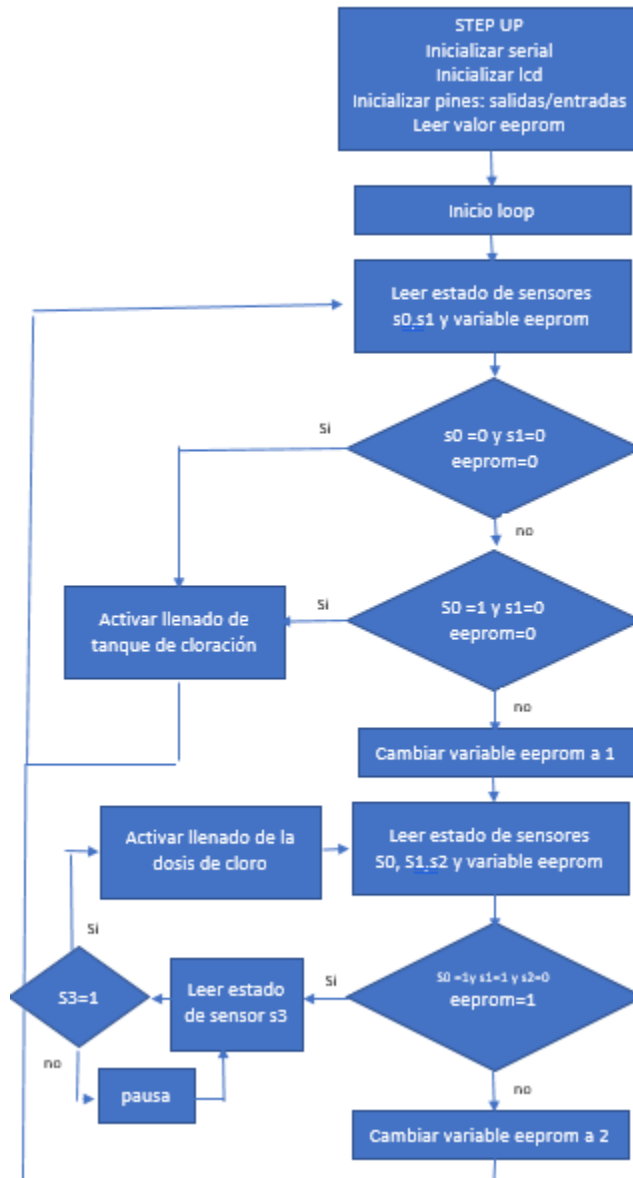 STEP UP
Inicializar serial
Inicializar lcd
Inicializar pines: salidas/entradas
Leer valor eeprom
Inicio loop
Leer estado de sensores
s0,s1 y variable eeprom
Si
s0 =0 y s1=0
eeprom=0
no
Activar llenado de
tanque de cloración
Si
S0 =1 y s1=0
eeprom=0
no
Cambiar variable eeprom a 1
Activar llenado de la
dosis de cloro
Leer estado de sensores
S0, S1,s2 y variable eeprom
Si
S3=1
Leer estado
de sensor s3
Si
S0 =1y s1=1 y s2=0
eeprom=1
no
pausa
no
Cambiar variable eeprom a 2